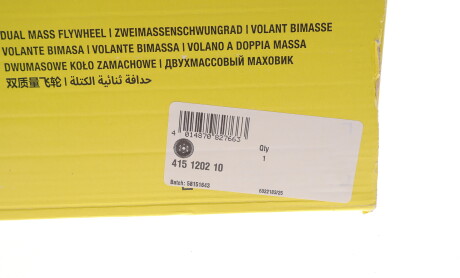 DUAL MASS FLYWHEEL | ZWEIMASSENSCHWUNGRAD | VOLANT BIMASSE
VOLANTE BIMASA | VOLANTE BIMASSA | VOLANO A DOPPIA MASSA
DWUMASOWE KOŁO ZAMACHOWE | ДВУХМАССОВЫЙ МАХОВИК
双质量飞轮 | حدافة ثنائية الكتلة
4 014870 827663
Qty
1
415 1202 10